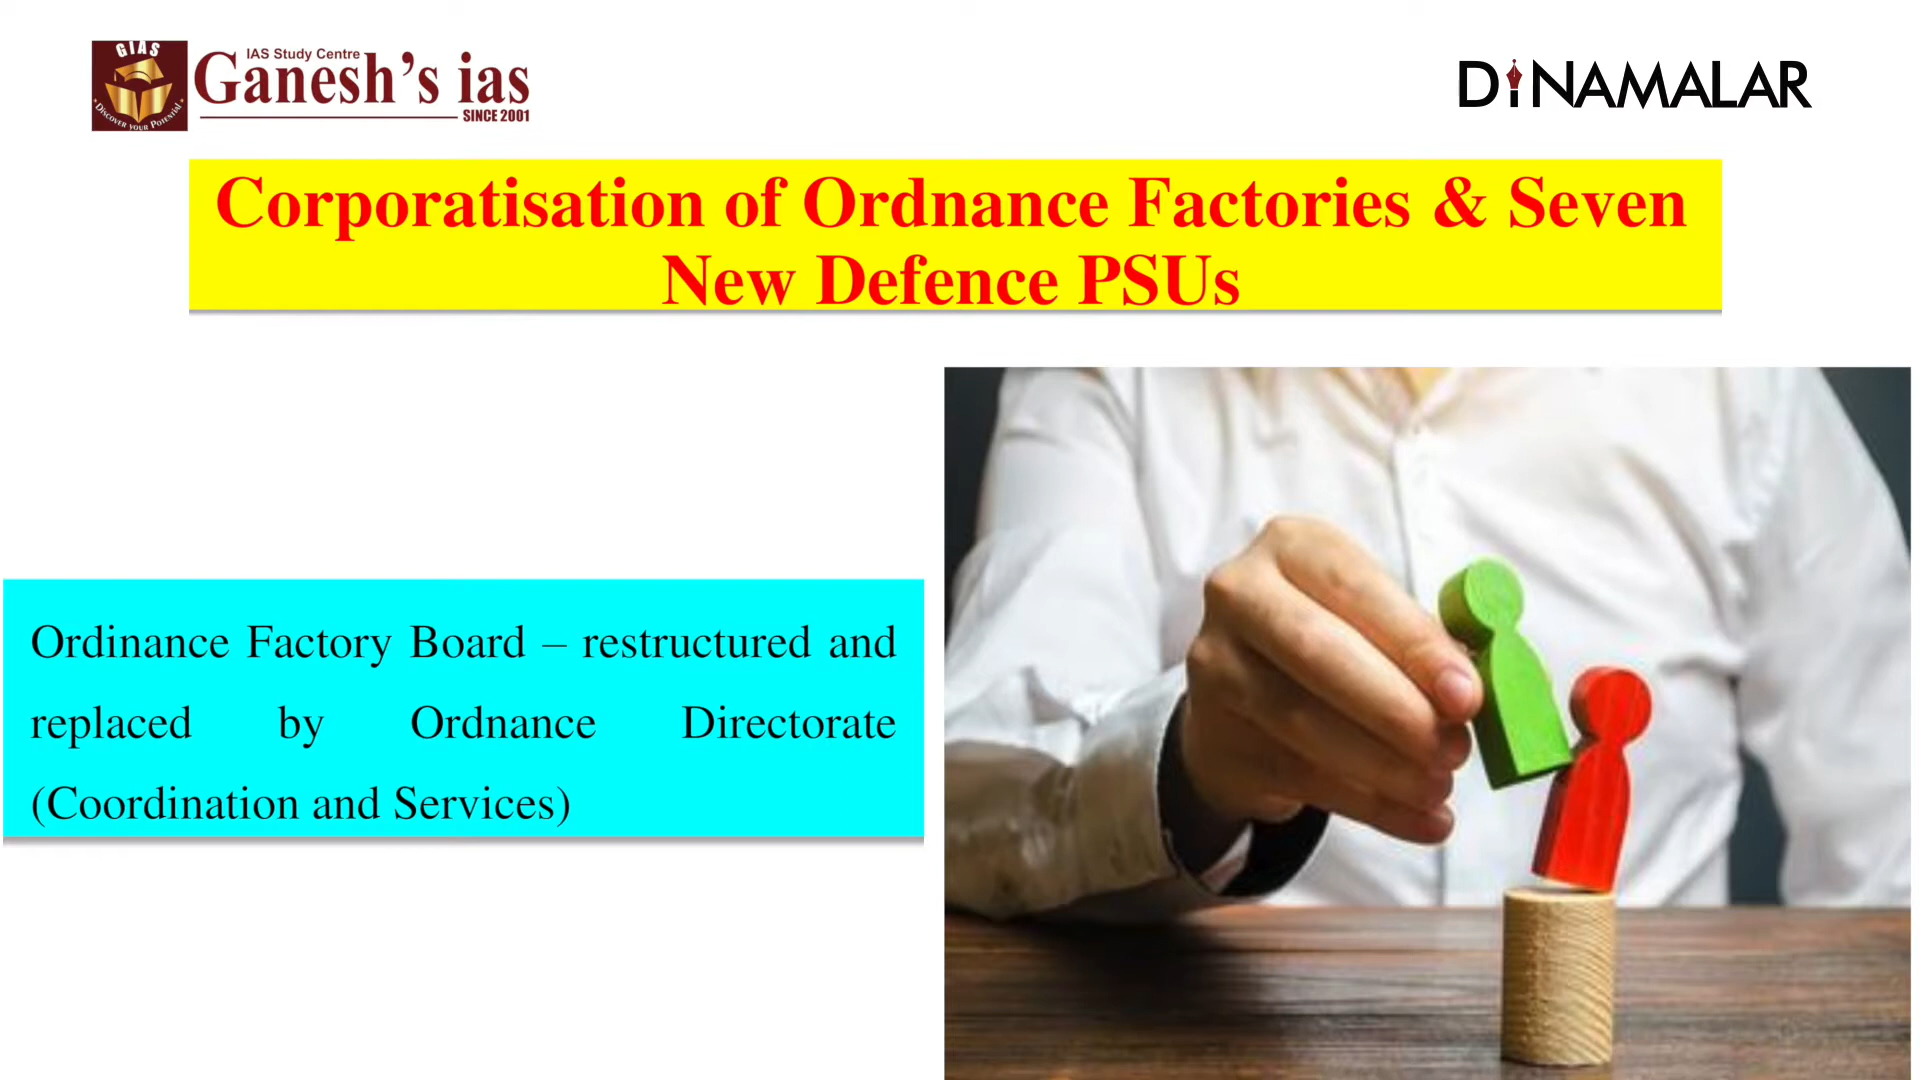 GIAS
DISCOVER YOUR POTENTIAL
IAS Study Centre
Ganesh's ias
SINCE 2001
DINAMALAR
Corporatisation of Ordnance Factories & Seven
New Defence PSUs
Ordinance Factory Board – restructured and
replaced by Ordnance Directorate
(Coordination and Services)